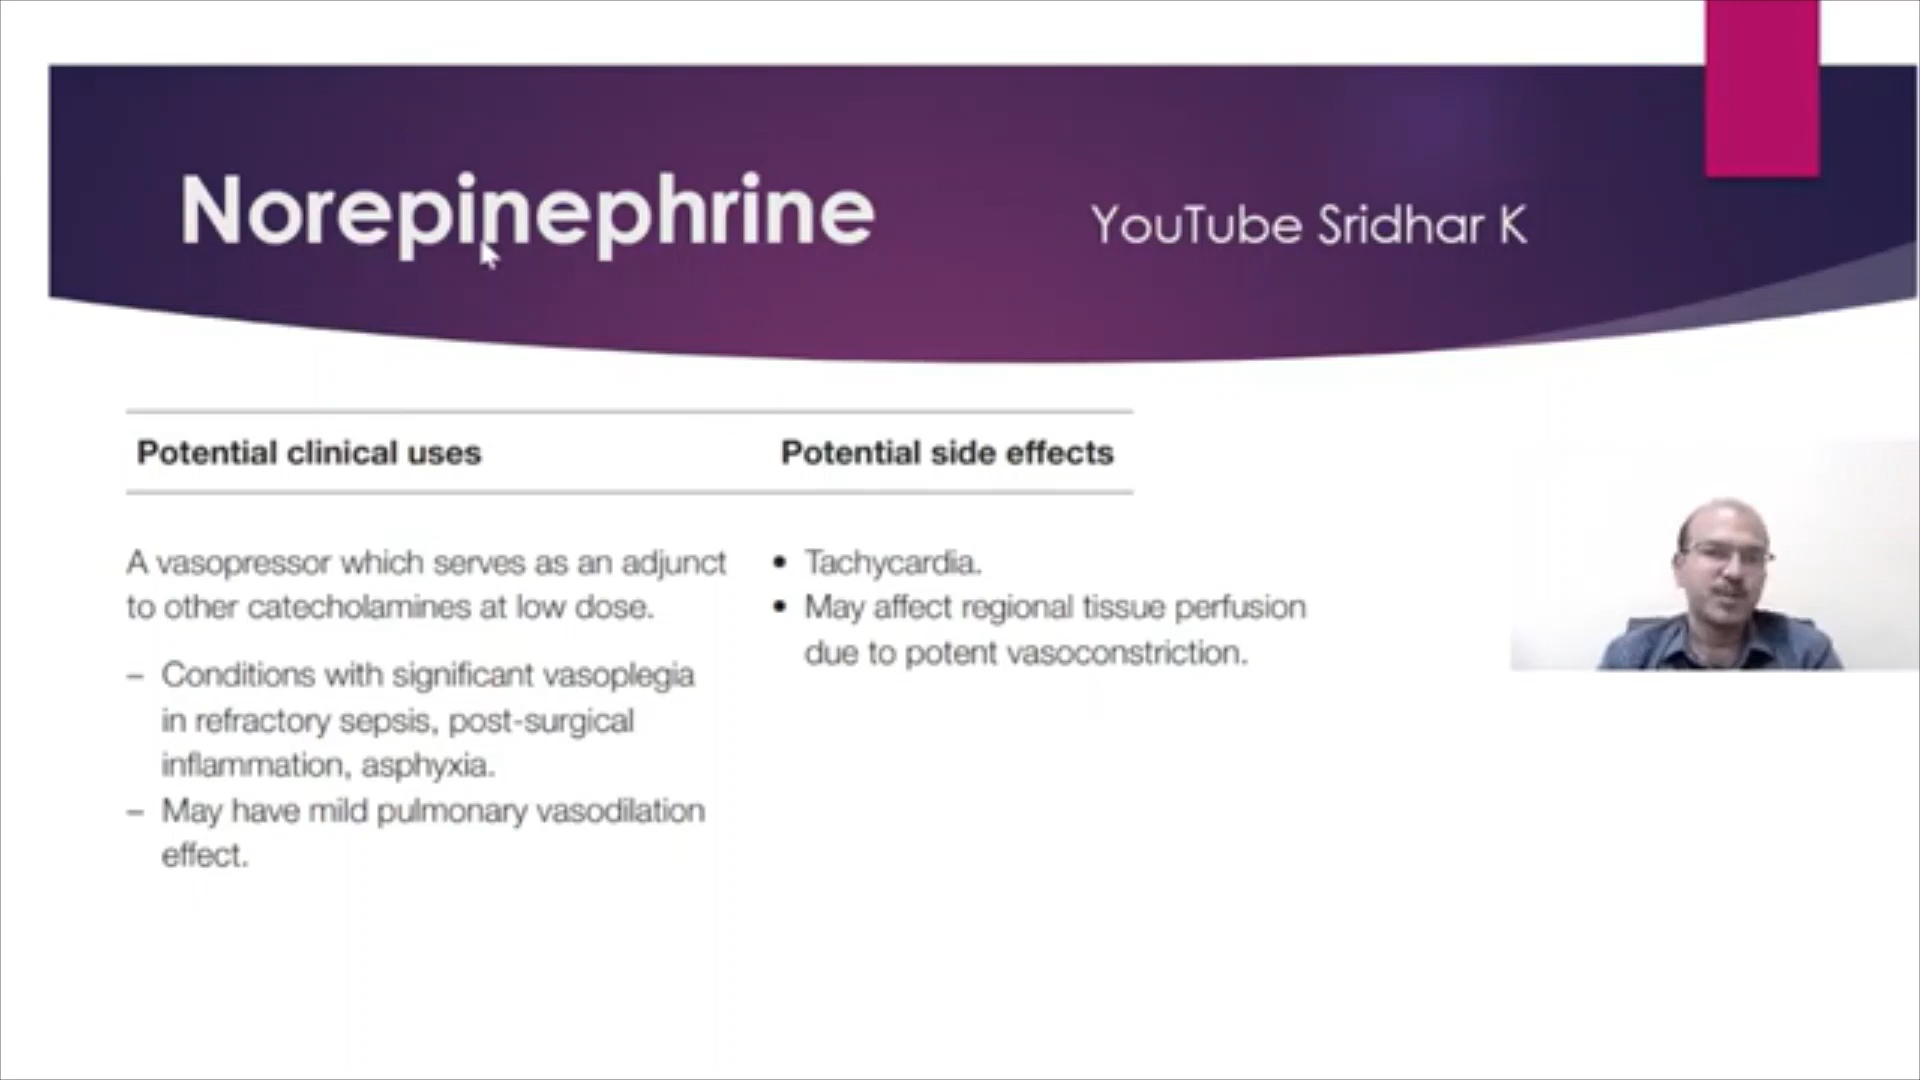 Norepinephrine
YouTube Sridhar K
Potential clinical uses
Potential side effects
A vasopressor which serves as an adjunct
to other catecholamines at low dose.
– Conditions with significant vasoplegia
in refractory sepsis, post-surgical
inflammation, asphyxia.
– May have mild pulmonary vasodilation
effect.
• Tachycardia.
• May affect regional tissue perfusion
due to potent vasoconstriction.